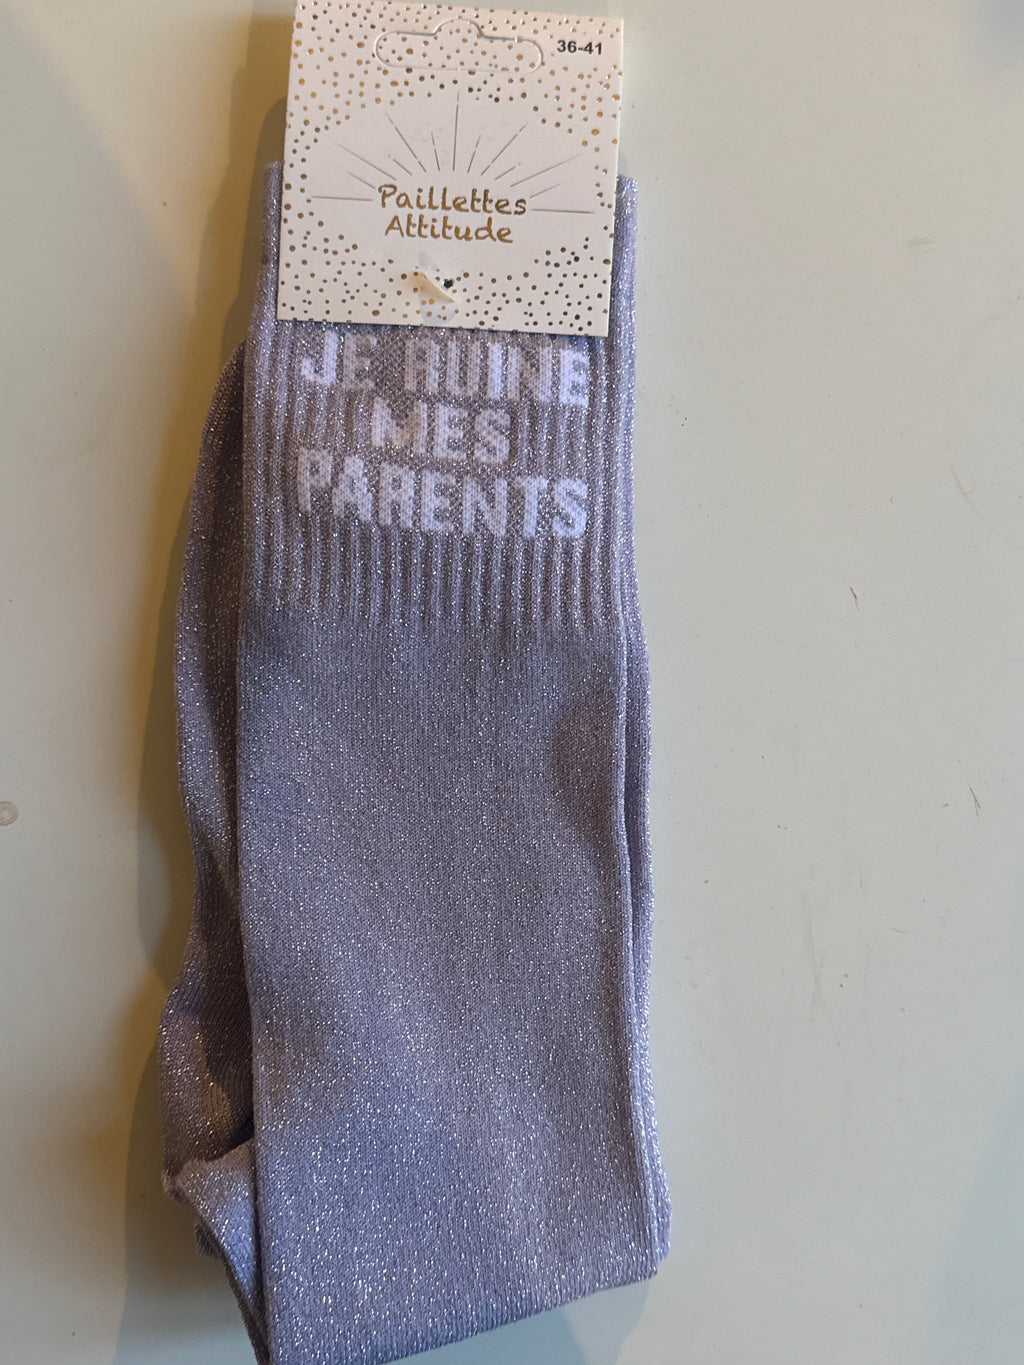 36-41
Paillettes
Attitude
JE RUINE
MES
PARENTS